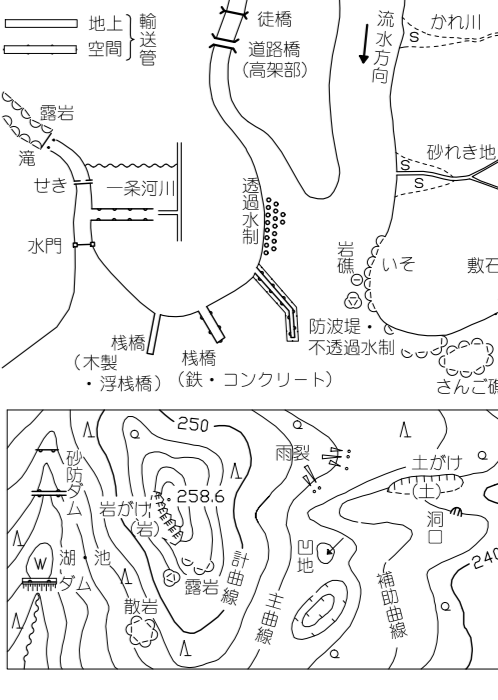 地上
空間
輸送管
徒橋
道路橋
(高架部)
流水方向
かれ川
S
露岩
滝
せき
一条河川
透過水制
砂れき地
S
S
水門
岩礁
いそ
敷石
防波堤・
不透過水制
桟橋
(木製
・浮桟橋)
桟橋
(鉄・コンクリート)
さんご礁
250
砂防ダム
雨裂
土がけ
(土)
258.6
岩がけ
(岩)
洞口
W
湖・池
ダム
計曲線
凹地
補助曲線
露岩
散岩
主曲線
240